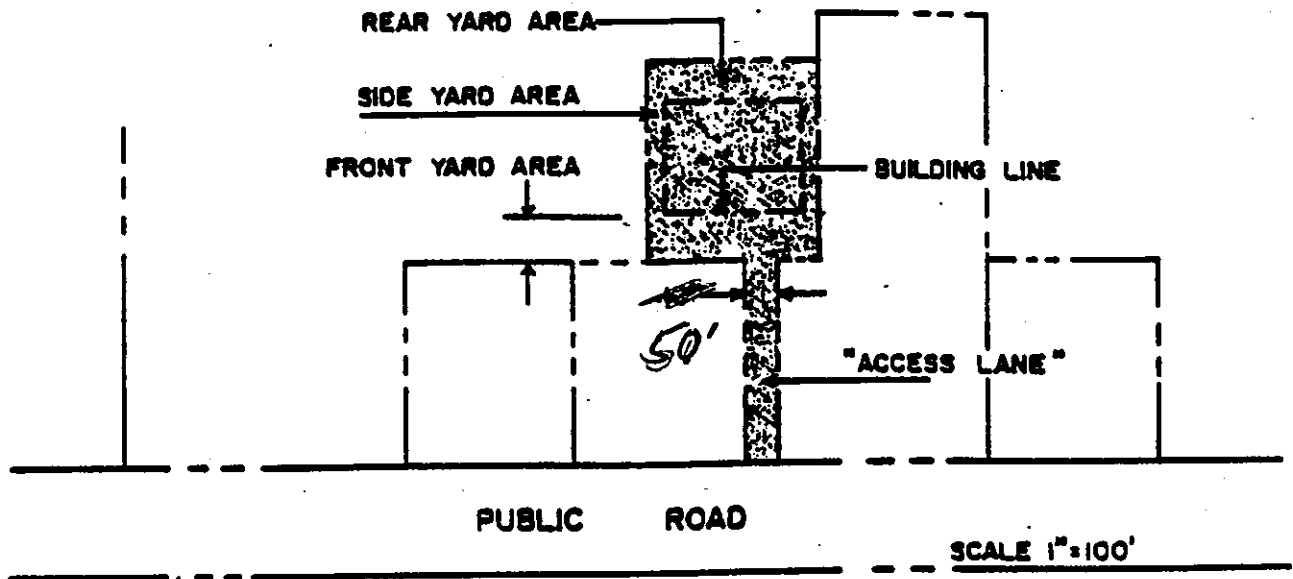 REAR YARD AREA
SIDE YARD AREA
FRONT YARD AREA
BUILDING LINE
50'
"ACCESS LANE"
PUBLIC ROAD
SCALE 1"=100'